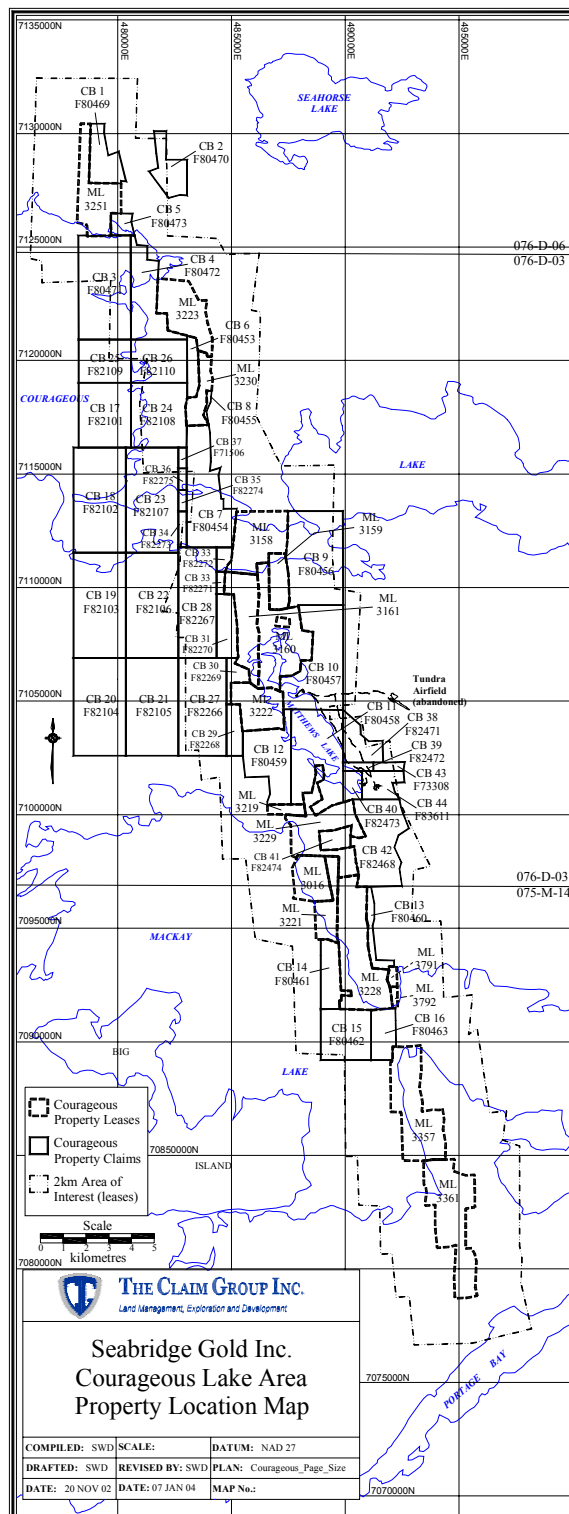 7135000N
480000E
485000E
490000E
495000E
CB 1
F80469
SEAHORSE
LAKE
7130000N
CB 2
F80470
ML
3251
CB 5
F80473
7125000N
076-D-06
076-D-03
CB 4
F80472
CB 3
F80471
ML
3223
CB 6
F80453
7120000N
CB 25
F82109
CB 26
F82110
ML
3230
COURAGEOUS
CB 17
F82101
CB 24
F82108
CB 8
F80455
CB 37
F71506
7115000N
LAKE
CB 36
F82275
CB 35
F82274
CB 18
F82102
CB 23
F82107
CB 7
F80454
ML
3158
ML
3159
CB 34
F82273
CB 33
F82272
CB 9
F80456
7110000N
CB 33
F82271
CB 19
F82103
CB 22
F82106
CB 28
F82267
ML
3161
CB 31
F82270
ML
3160
CB 30
F82269
CB 10
F80457
Tundra
Airfield
(abandoned)
7105000N
CB 20
F82104
CB 21
F82105
CB 27
F82266
ML
3222
MATTHEWS LAKE
CB 11
F80458
CB 38
F82471
CB 29
F82268
CB 12
F80459
CB 39
F82472
CB 43
F73308
7100000N
ML
3219
CB 40
F82473
CB 44
F83611
ML
3229
CB 41
F82474
CB 42
F82468
ML
3016
076-D-03
075-M-14
7095000N
ML
3221
CB 13
F80460
MACKAY
CB 14
F80461
ML
3228
ML
3791
ML
3792
7090000N
CB 15
F80462
CB 16
F80463
BIG
LAKE
Courageous
Property Leases
Courageous
Property Claims
2km Area of
Interest (leases)
ML
3357
70850000N
ISLAND
ML
3361
Scale
0 1 2 3 4 5
kilometres
7080000N
THE CLAIM GROUP INC.
Land Management, Exploration and Development
Seabridge Gold Inc.
Courageous Lake Area
Property Location Map
PORTAGE BAY
7075000N
COMPILED: SWD SCALE: DATUM: NAD 27
DRAFTED: SWD REVISED BY: SWD PLAN: Courageous_Page_Size
DATE: 20 NOV 02 DATE: 07 JAN 04 MAP No.:
7070000N